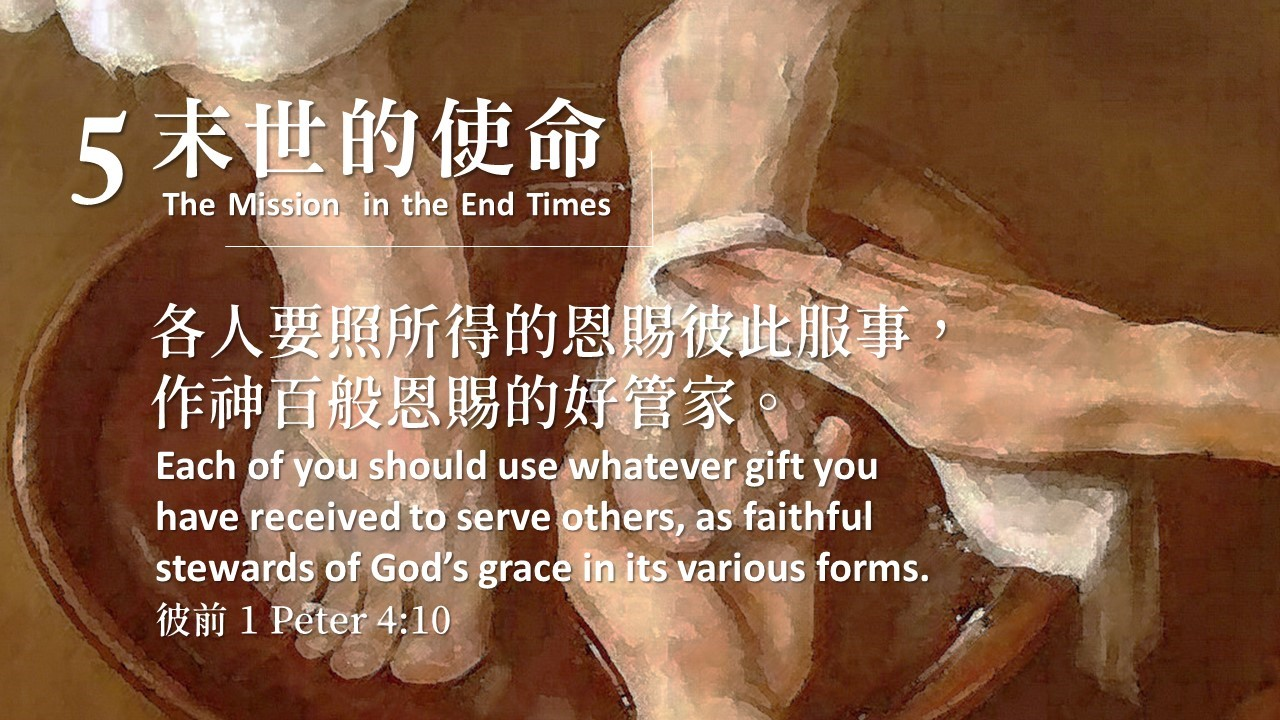 5 末世的使命
The Mission in the End Times
各人要照所得的恩賜彼此服事，
作神百般恩賜的好管家。
Each of you should use whatever gift you
have received to serve others, as faithful
stewards of God’s grace in its various forms.
彼前 1 Peter 4:10